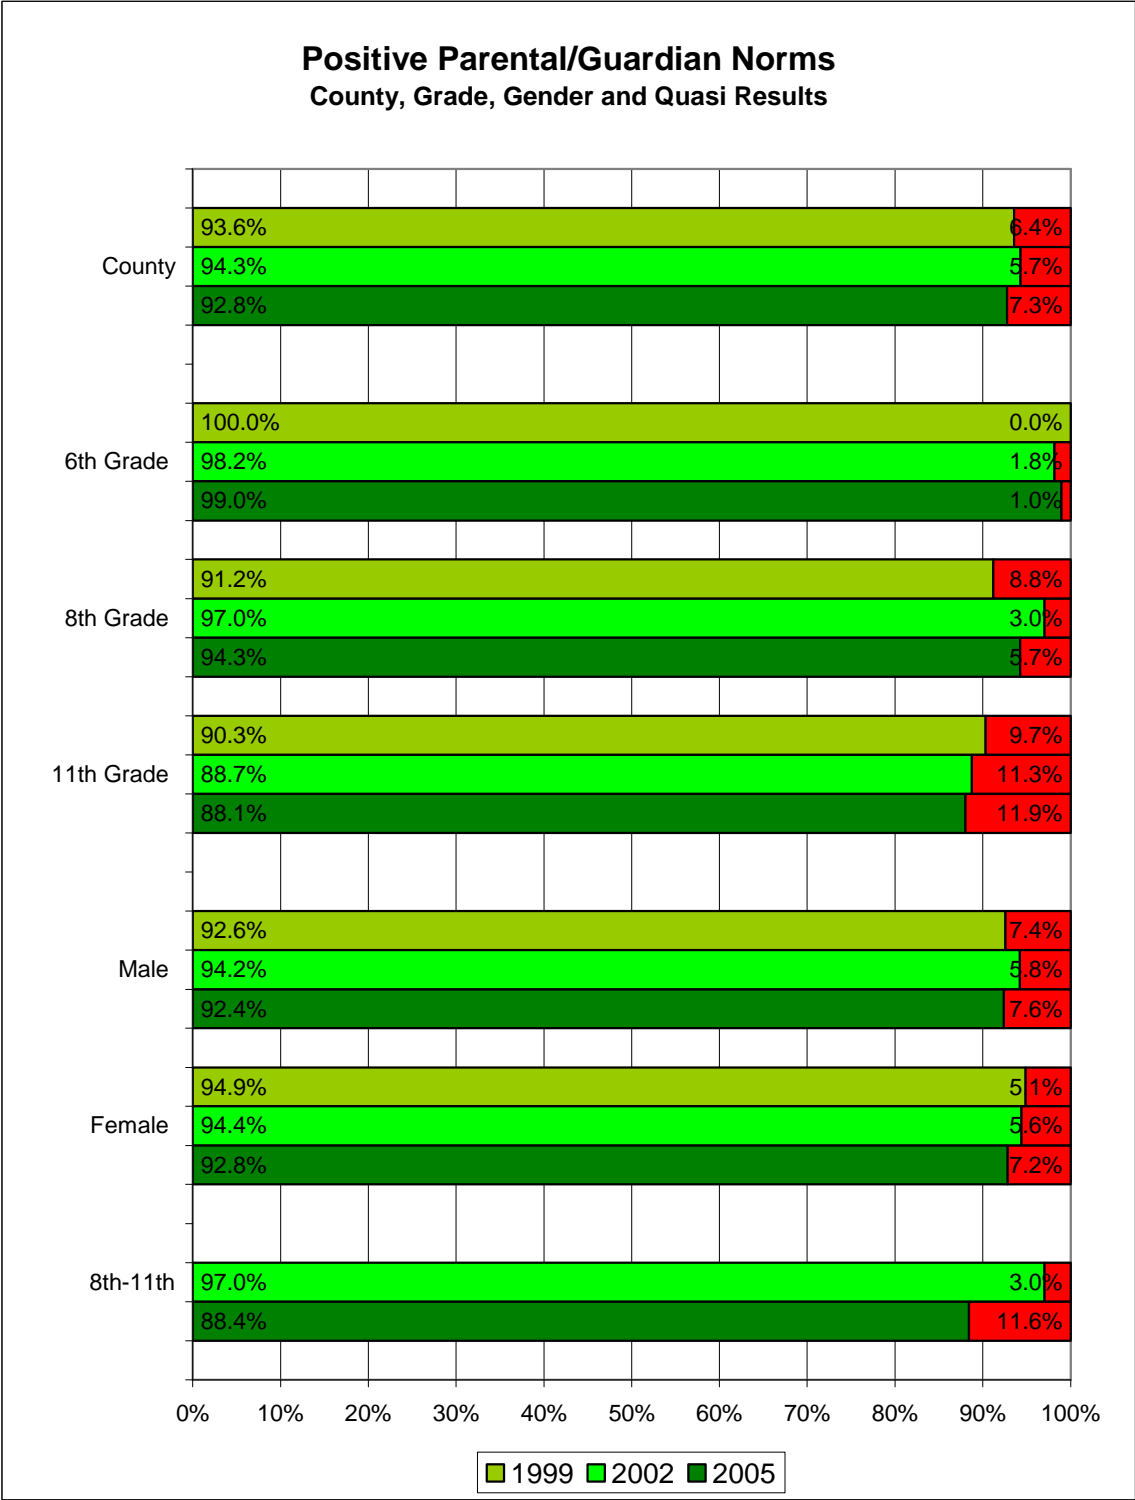 Positive Parental/Guardian Norms
County, Grade, Gender and Quasi Results
93.6% 6.4%
County 94.3% 5.7%
92.8% 7.3%
100.0% 0.0%
6th Grade 98.2% 1.8%
99.0% 1.0%
91.2% 8.8%
8th Grade 97.0% 3.0%
94.3% 5.7%
90.3% 9.7%
11th Grade 88.7% 11.3%
88.1% 11.9%
92.6% 7.4%
Male 94.2% 5.8%
92.4% 7.6%
94.9% 5.1%
Female 94.4% 5.6%
92.8% 7.2%
8th-11th 97.0% 3.0%
88.4% 11.6%
0% 10% 20% 30% 40% 50% 60% 70% 80% 90% 100%
1999 2002 2005